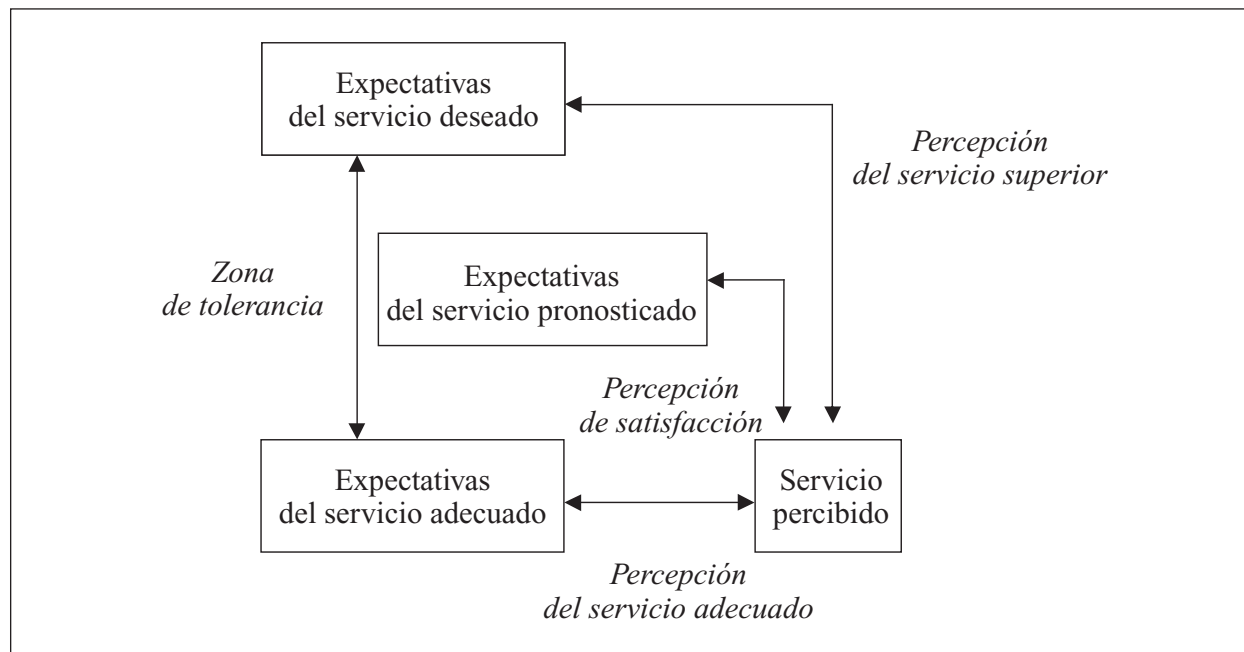 Expectativas
del servicio deseado
Percepción
del servicio superior
Zona
de tolerancia
Expectativas
del servicio pronosticado
Percepción
de satisfacción
Expectativas
del servicio adecuado
Servicio
percibido
Percepción
del servicio adecuado